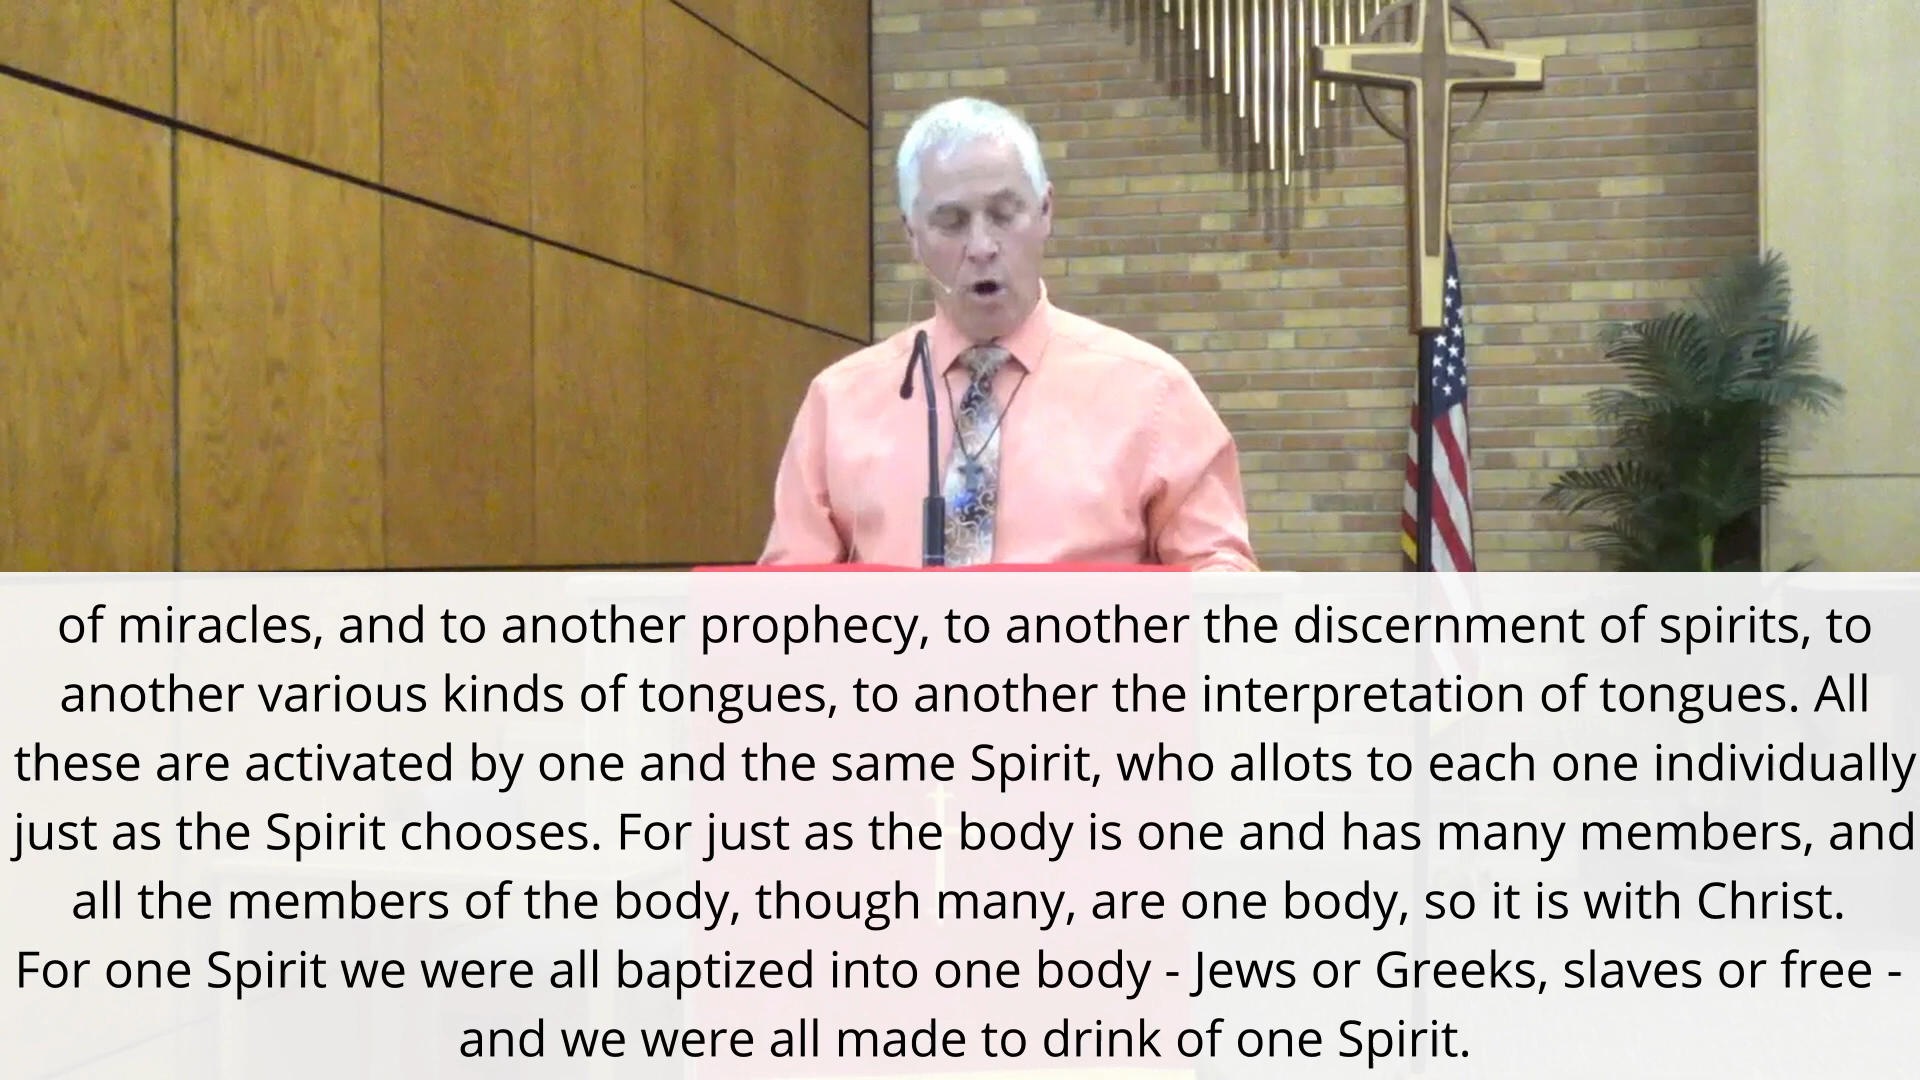 of miracles, and to another prophecy, to another the discernment of spirits, to
another various kinds of tongues, to another the interpretation of tongues. All
these are activated by one and the same Spirit, who allots to each one individually
just as the Spirit chooses. For just as the body is one and has many members, and
all the members of the body, though many, are one body, so it is with Christ.
For one Spirit we were all baptized into one body - Jews or Greeks, slaves or free -
and we were all made to drink of one Spirit.